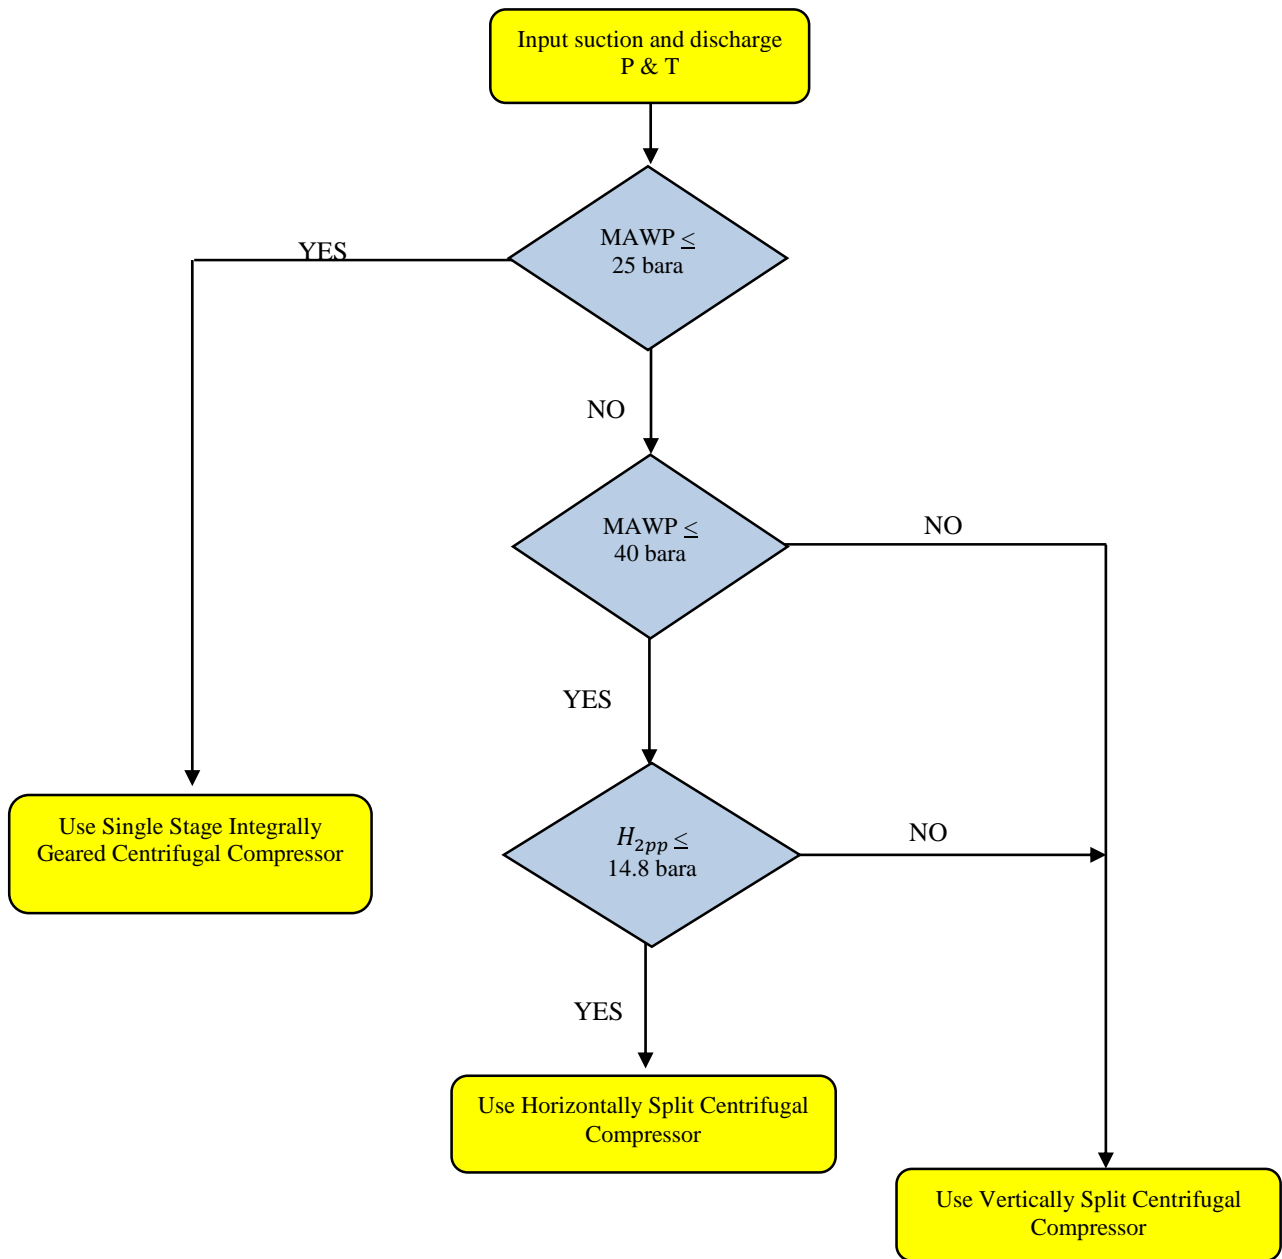 Input suction and discharge
P & T
MAWP ≤
25 bara
YES
NO
MAWP ≤
40 bara
NO
YES
H2pp ≤
14.8 bara
NO
Use Single Stage Integrally
Geared Centrifugal Compressor
YES
Use Horizontally Split Centrifugal
Compressor
Use Vertically Split Centrifugal
Compressor